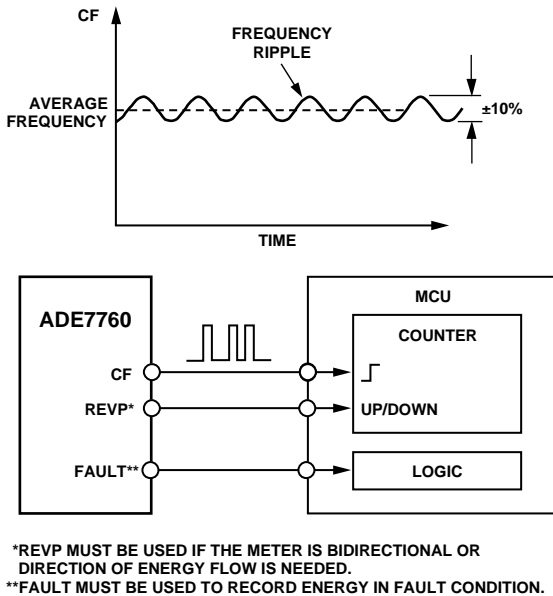 CF
FREQUENCY
RIPPLE
AVERAGE
FREQUENCY
±10%
TIME
ADE7760
MCU
COUNTER
CF
REVP*
UP/DOWN
FAULT**
LOGIC
*REVP MUST BE USED IF THE METER IS BIDIRECTIONAL OR
DIRECTION OF ENERGY FLOW IS NEEDED.
**FAULT MUST BE USED TO RECORD ENERGY IN FAULT CONDITION.